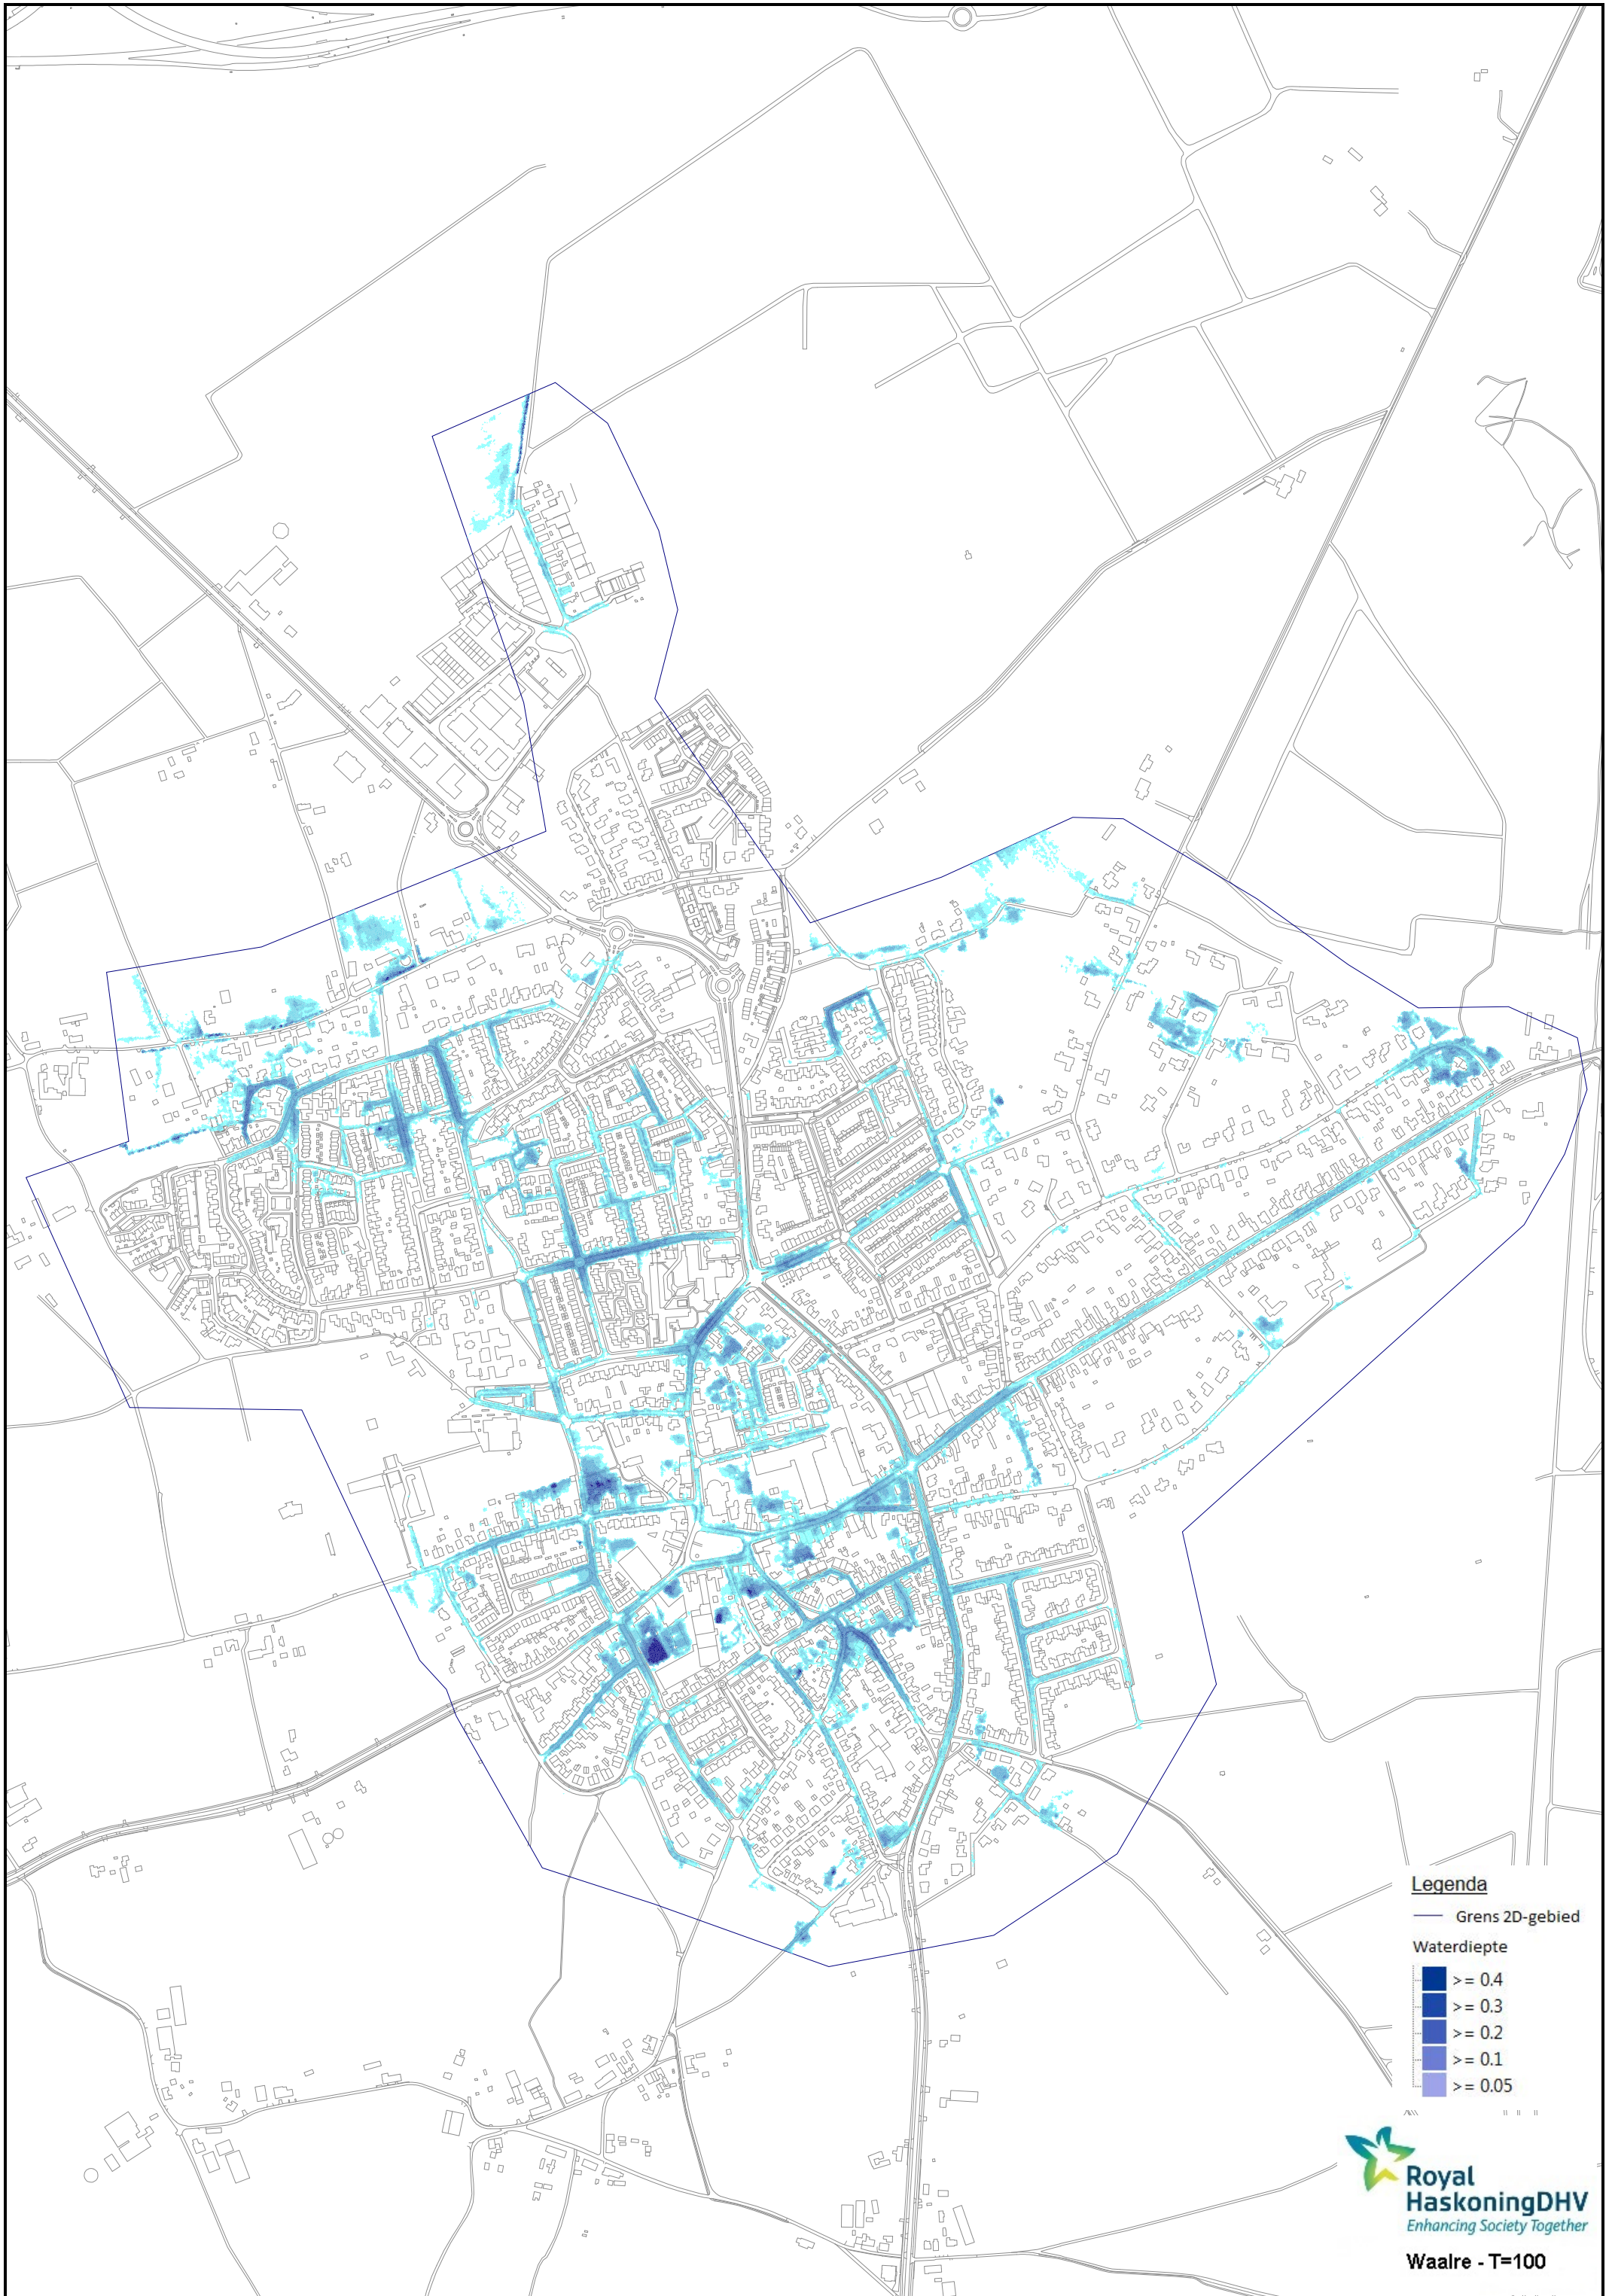 Legenda
Grens 2D-gebied
Waterdiepte
>= 0.4
>= 0.3
>= 0.2
>= 0.1
>= 0.05
Royal
HaskoningDHV
Enhancing Society Together
Waalre - T=100